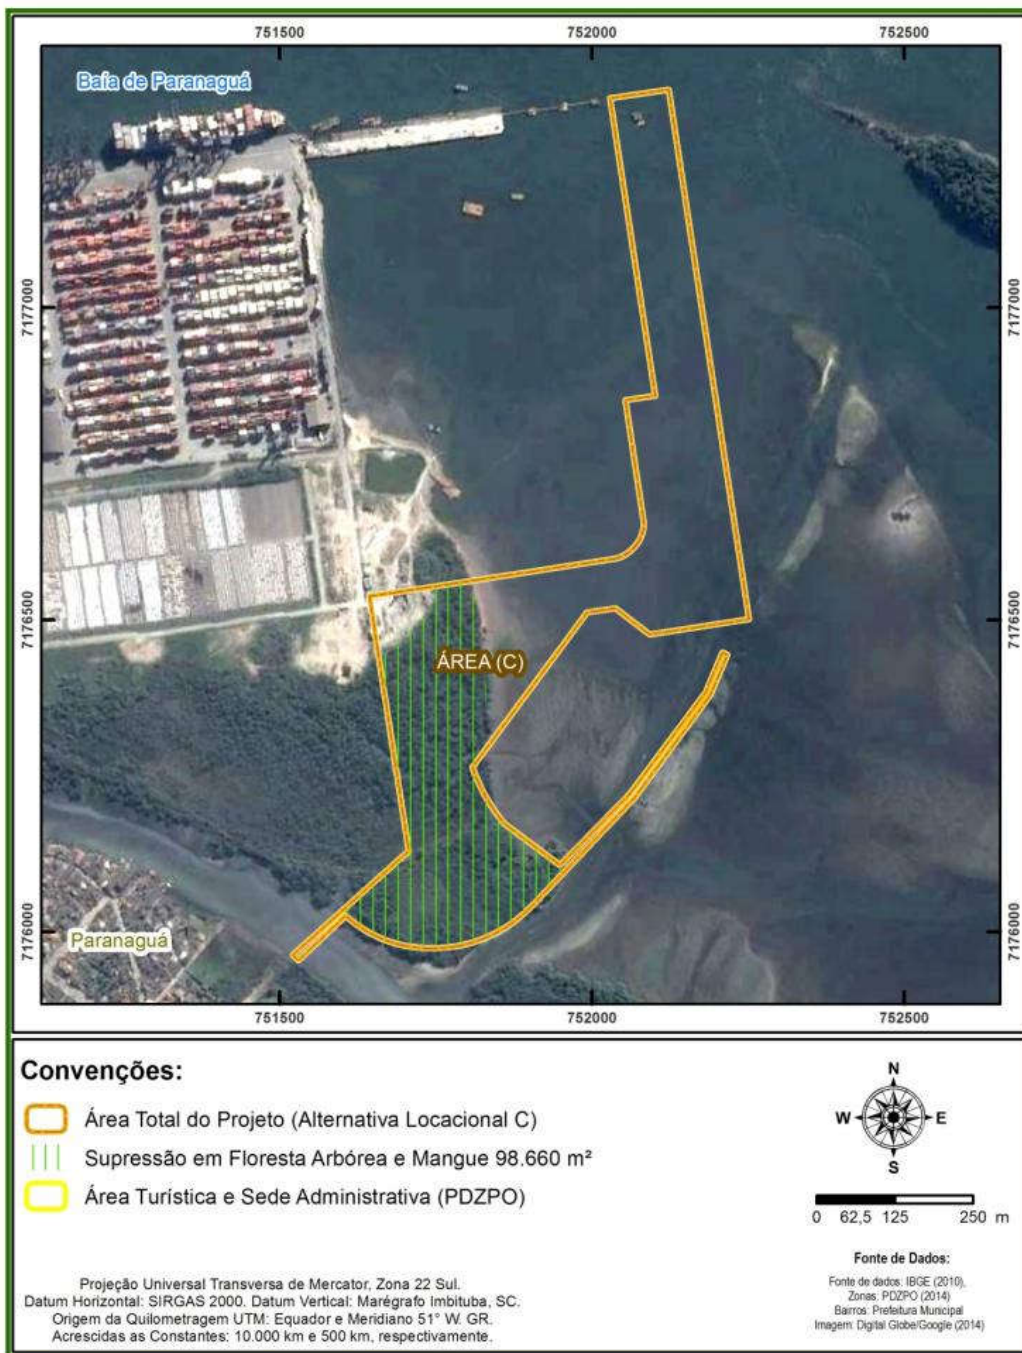 751500 752000 752500
Baía de Paranaguá
7177000 7177000
7176500 7176500
ÁREA (C)
7176000 7176000
Paranaguá
751500 752000 752500
Convenções:
Área Total do Projeto (Alternativa Locacional C)
Supressão em Floresta Arbórea e Mangue 98.660 m²
Área Turística e Sede Administrativa (PDZPO)
N
W E
S
0 62,5 125 250 m
Projeção Universal Transversa de Mercator, Zona 22 Sul.
Datum Horizontal: SIRGAS 2000. Datum Vertical: Marégrafo Imbituba, SC.
Origem da Quilometragem UTM: Equador e Meridiano 51° W. GR.
Acrescidas as Constantes: 10.000 km e 500 km, respectivamente.
Fonte de Dados:
Fonte de dados: IBGE (2010),
Zonas: PDZPO (2014)
Bairros: Prefeitura Municipal
Imagem: Digital Globe/Google (2014)